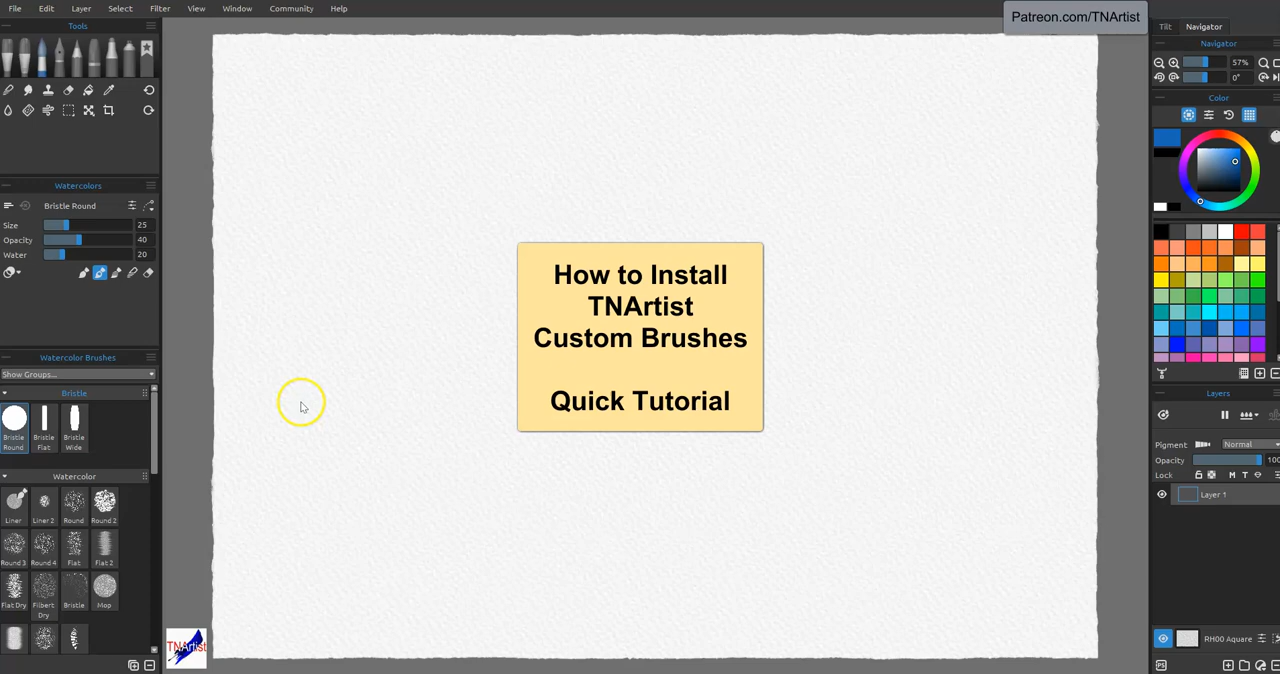 File Edit Layer Select Filter View Window Community Help
Patreon.com/TNArtist
Tools
Tilt Navigator
Navigator
57%
0°
Color
Watercolors
Bristle Round
Size 25
Opacity 40
Water 20
How to Install
TNArtist
Custom Brushes
Quick Tutorial
Watercolor Brushes
Show Groups...
Bristle
Bristle Round
Bristle Flat
Bristle Wide
Watercolor
Liner Liner 2 Round Round 2
Round 3 Round 4 Flat Flat 2
Flat Dry Filbert Dry Bristle Mop
TNArtist
Layers
Pigment Normal
Opacity 100
Lock M T
Layer 1
RH00 Aquare
PS